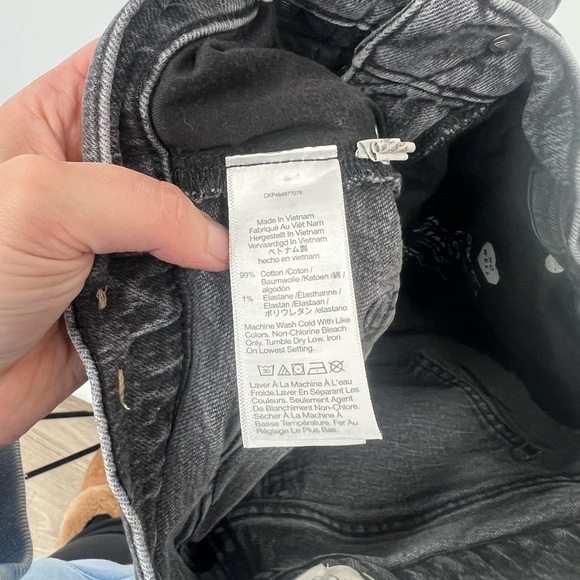 CKP464977078
Made In Vietnam
Fabriqué Au Viêt Nam
Hergestellt In Vietnam
Vervaardigd In Vietnam
ベトナム製
hecho en vietnam
99% Cotton /Coton /
Baumwolle /Katoen / 綿 /
algodón
1% Elastane /Élasthanne /
Elastan /Elastaan /
ポリウレタン /elastano
Machine Wash Cold With Like
Colors. Non-Chlorine Bleach
Only. Tumble Dry Low. Iron
On Lowest Setting.
30
Laver À La Machine À L'eau
Froide.Laver En Séparant Les
Couleurs. Seulement Agent
De Blanchiment Non-Chlore.
Sécher À La Machine À
Basse Température. Fer Au
Réglage Le Plus Bas.